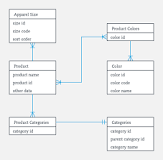 Apparel Size
size id
size code
sort order
Product Colors
color id
Product
product name
product id
other data
Color
color id
color code
color name
Product Categories
category id
Categories
category id
parent category id
category name